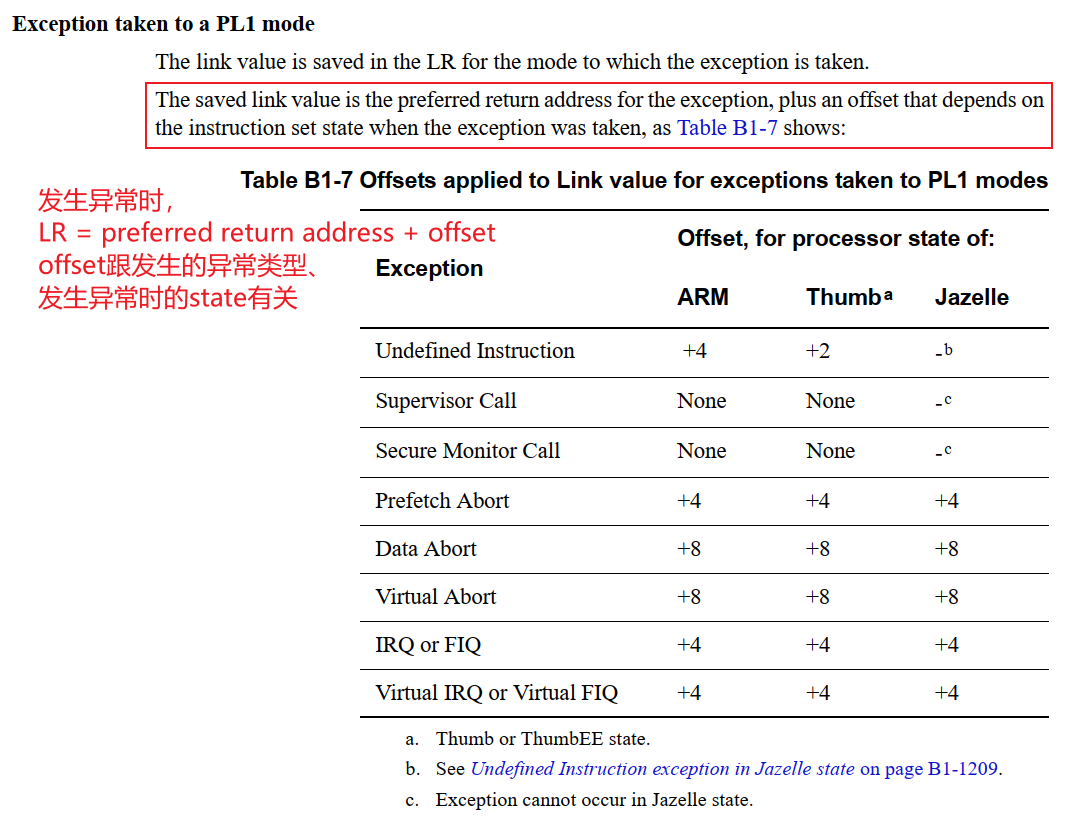 Exception taken to a PL1 mode
The link value is saved in the LR for the mode to which the exception is taken.
The saved link value is the preferred return address for the exception, plus an offset that depends on
the instruction set state when the exception was taken, as Table B1-7 shows:
Table B1-7 Offsets applied to Link value for exceptions taken to PL1 modes
发生异常时，
LR = preferred return address + offset
offset跟发生的异常类型、
发生异常时的state有关
Offset, for processor state of:
Exception
ARM Thumb a Jazelle
Undefined Instruction +4 +2 -b
Supervisor Call None None -c
Secure Monitor Call None None -c
Prefetch Abort +4 +4 +4
Data Abort +8 +8 +8
Virtual Abort +8 +8 +8
IRQ or FIQ +4 +4 +4
Virtual IRQ or Virtual FIQ +4 +4 +4
a. Thumb or ThumbEE state.
b. See Undefined Instruction exception in Jazelle state on page B1-1209.
c. Exception cannot occur in Jazelle state.